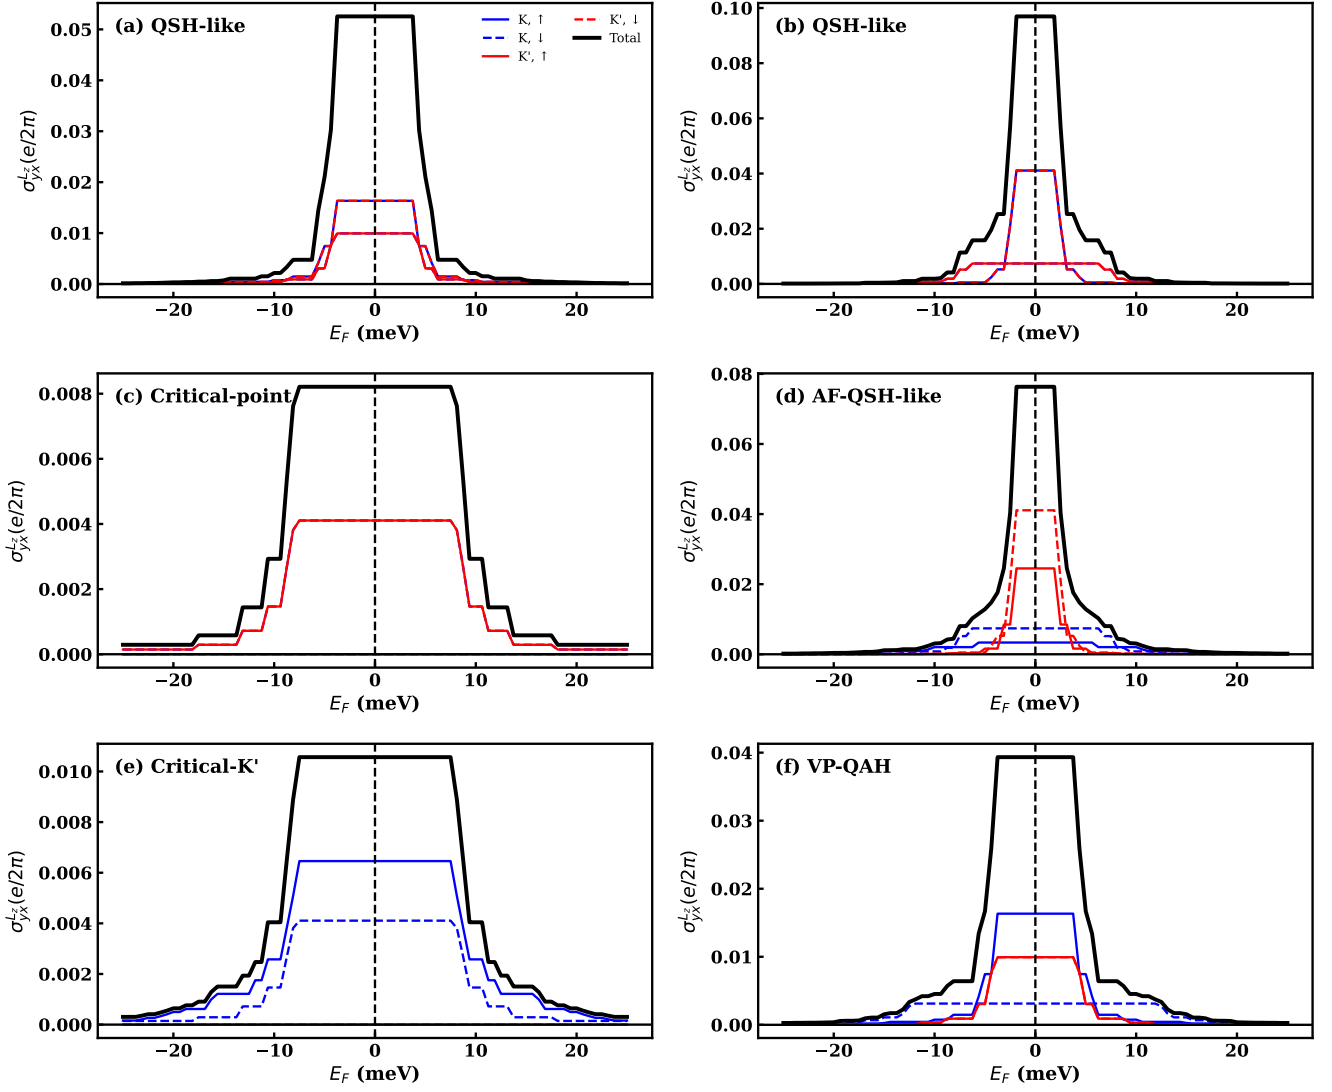 (a) QSH-like
K, ↑
K, ↓
K', ↑
K', ↓
Total
0.05
0.04
0.03
0.02
0.01
0.00
σ_{yx}^{L_z}(e/2π)
−20 −10 0 10 20
E_F (meV)
(b) QSH-like
0.10
0.08
0.06
0.04
0.02
0.00
σ_{yx}^{L_z}(e/2π)
−20 −10 0 10 20
E_F (meV)
(c) Critical-point
0.008
0.006
0.004
0.002
0.000
σ_{yx}^{L_z}(e/2π)
−20 −10 0 10 20
E_F (meV)
(d) AF-QSH-like
0.08
0.06
0.04
0.02
0.00
σ_{yx}^{L_z}(e/2π)
−20 −10 0 10 20
E_F (meV)
(e) Critical-K'
0.010
0.008
0.006
0.004
0.002
0.000
σ_{yx}^{L_z}(e/2π)
−20 −10 0 10 20
E_F (meV)
(f) VP-QAH
0.04
0.03
0.02
0.01
0.00
σ_{yx}^{L_z}(e/2π)
−20 −10 0 10 20
E_F (meV)